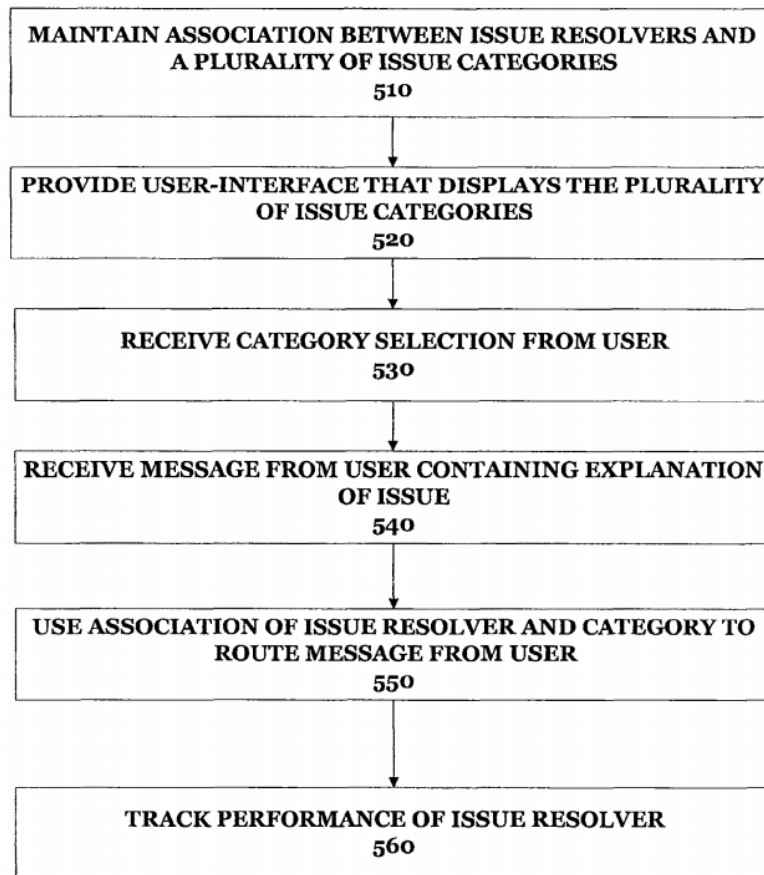 MAINTAIN ASSOCIATION BETWEEN ISSUE RESOLVERS AND
A PLURALITY OF ISSUE CATEGORIES
510
PROVIDE USER-INTERFACE THAT DISPLAYS THE PLURALITY
OF ISSUE CATEGORIES
520
RECEIVE CATEGORY SELECTION FROM USER
530
RECEIVE MESSAGE FROM USER CONTAINING EXPLANATION
OF ISSUE
540
USE ASSOCIATION OF ISSUE RESOLVER AND CATEGORY TO
ROUTE MESSAGE FROM USER
550
TRACK PERFORMANCE OF ISSUE RESOLVER
560